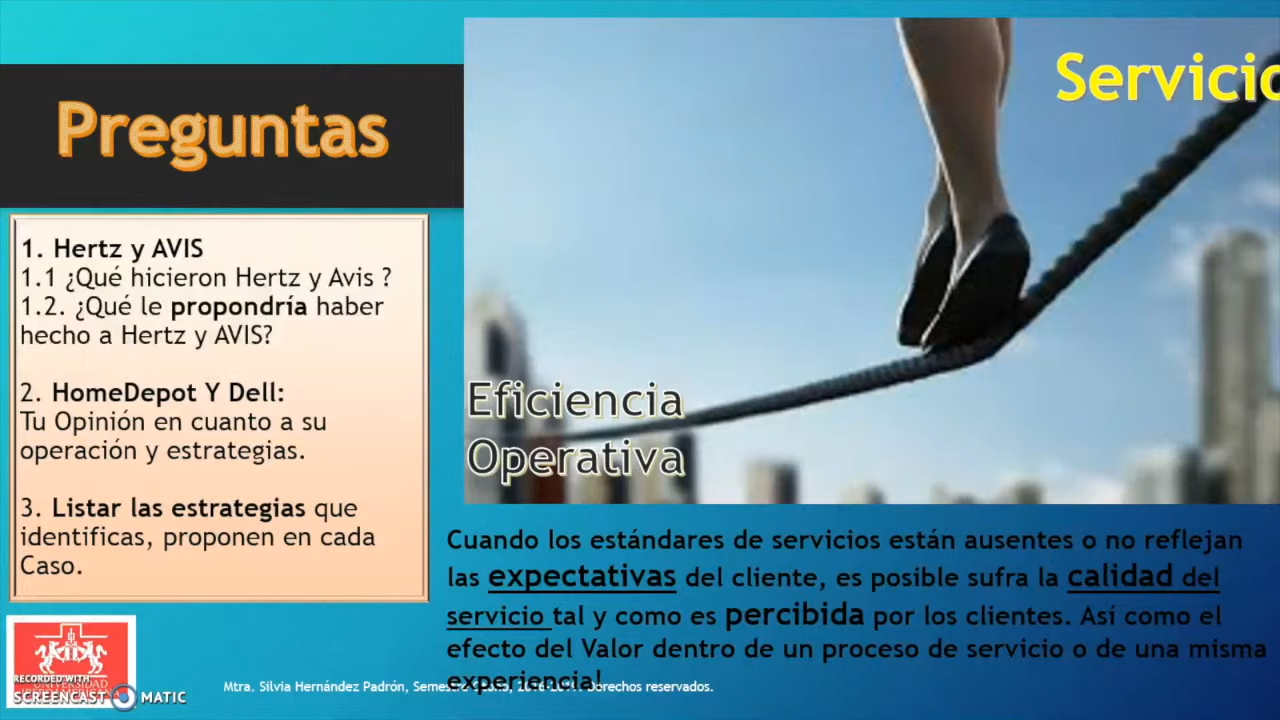 Preguntas
Servicio
1. Hertz y AVIS
1.1 ¿Qué hicieron Hertz y Avis ?
1.2. ¿Qué le propondría haber
hecho a Hertz y AVIS?
2. HomeDepot Y Dell:
Tu Opinión en cuanto a su
operación y estrategias.
3. Listar las estrategias que
identificas, proponen en cada
Caso.
Eficiencia
Operativa
Cuando los estándares de servicios están ausentes o no reflejan
las expectativas del cliente, es posible sufra la calidad del
servicio tal y como es percibida por los clientes. Así como el
efecto del Valor dentro de un proceso de servicio o de una misma
experiencia!
Mtra. Silvia Hernández Padrón, Derechos reservados.
UNIVERSIDAD
RECORDED WITH
SCREENCAST MATIC